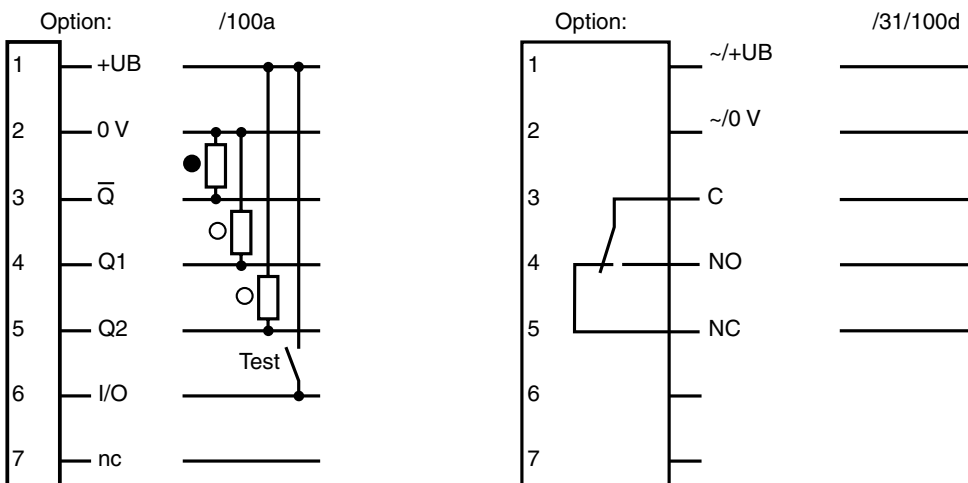 Option: /100a
1 +UB
2 0 V
3 Q̅
4 Q1
5 Q2
Test
6 I/O
7 nc
Option: /31/100d
1 ~/+UB
2 ~/0 V
3 C
4 NO
5 NC
6
7